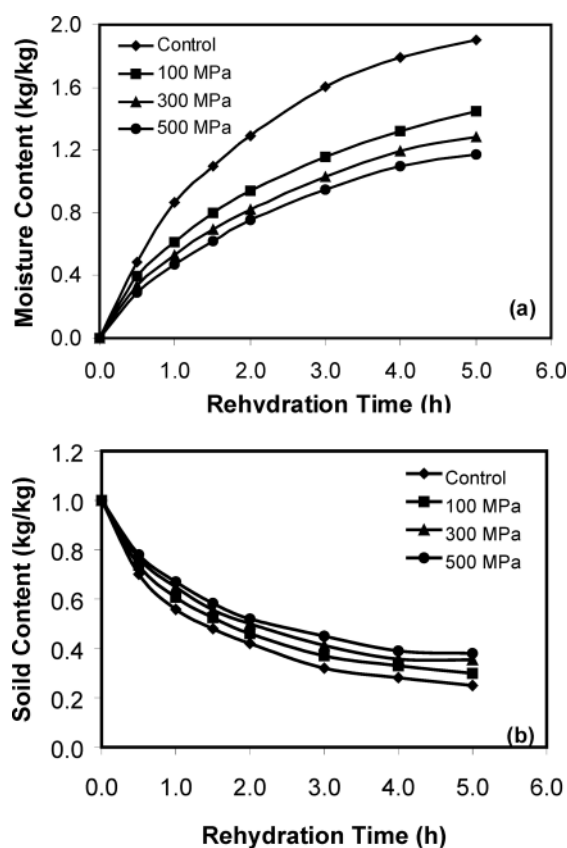 2.0
1.6
1.2
0.8
0.4
0.0
Moisture Content (kg/kg)
Control
100 MPa
300 MPa
500 MPa
(a)
0.0 1.0 2.0 3.0 4.0 5.0 6.0
Rehydration Time (h)
1.2
1.0
0.8
0.6
0.4
0.2
0.0
Soild Content (kg/kg)
Control
100 MPa
300 MPa
500 MPa
(b)
0.0 1.0 2.0 3.0 4.0 5.0 6.0
Rehydration Time (h)